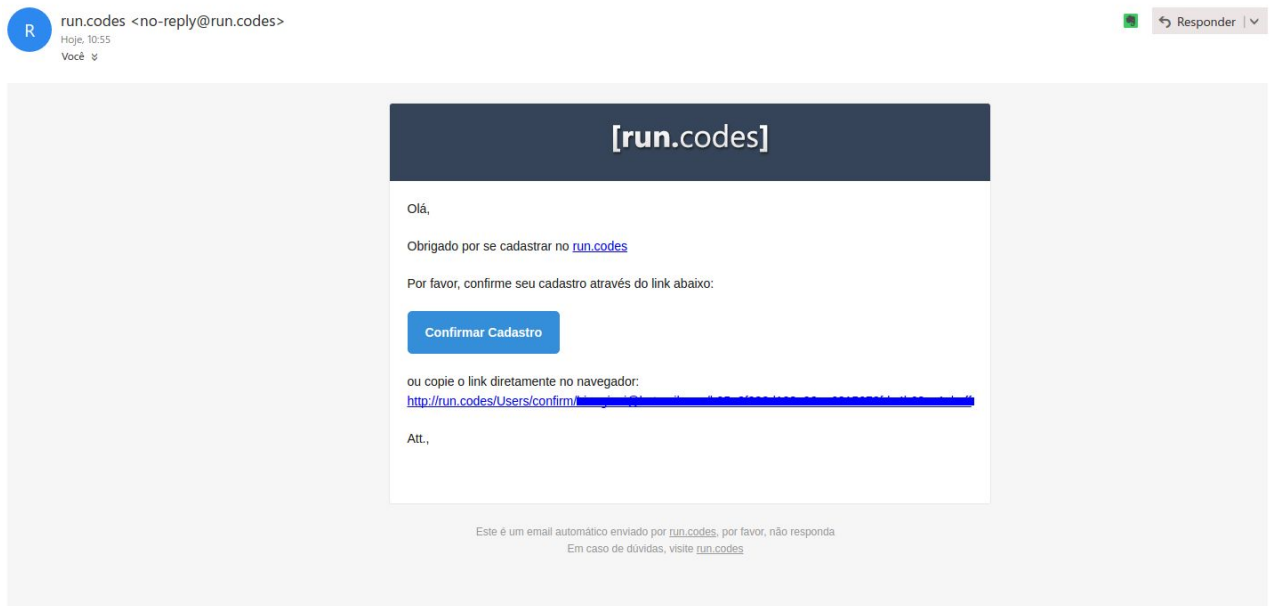 R
run.codes <no-reply@run.codes>
Hoje, 10:55
Você
Responder
[run.codes]
Olá,
Obrigado por se cadastrar no run.codes
Por favor, confirme seu cadastro através do link abaixo:
Confirmar Cadastro
ou copie o link diretamente no navegador:
http://run.codes/Users/confirm/
Att.,
Este é um email automático enviado por run.codes, por favor, não responda
Em caso de dúvidas, visite run.codes